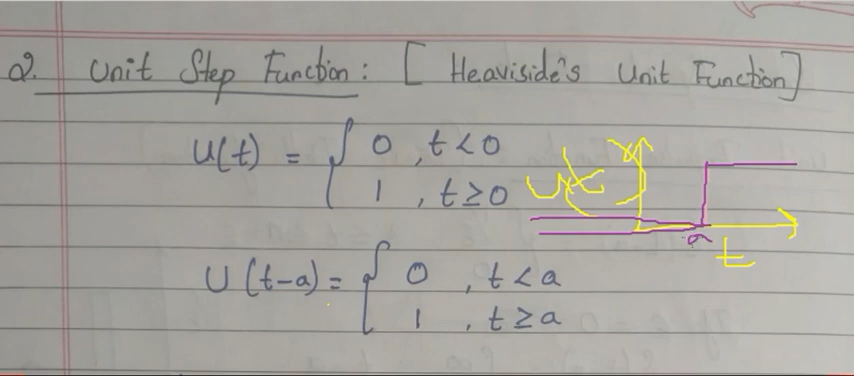 2. Unit Step Function: [Heaviside's Unit Function]
U(t) = { 0 , t < 0
1 , t ≥ 0
U(t)
a
t
U(t-a) = { 0 , t < a
1 , t ≥ a